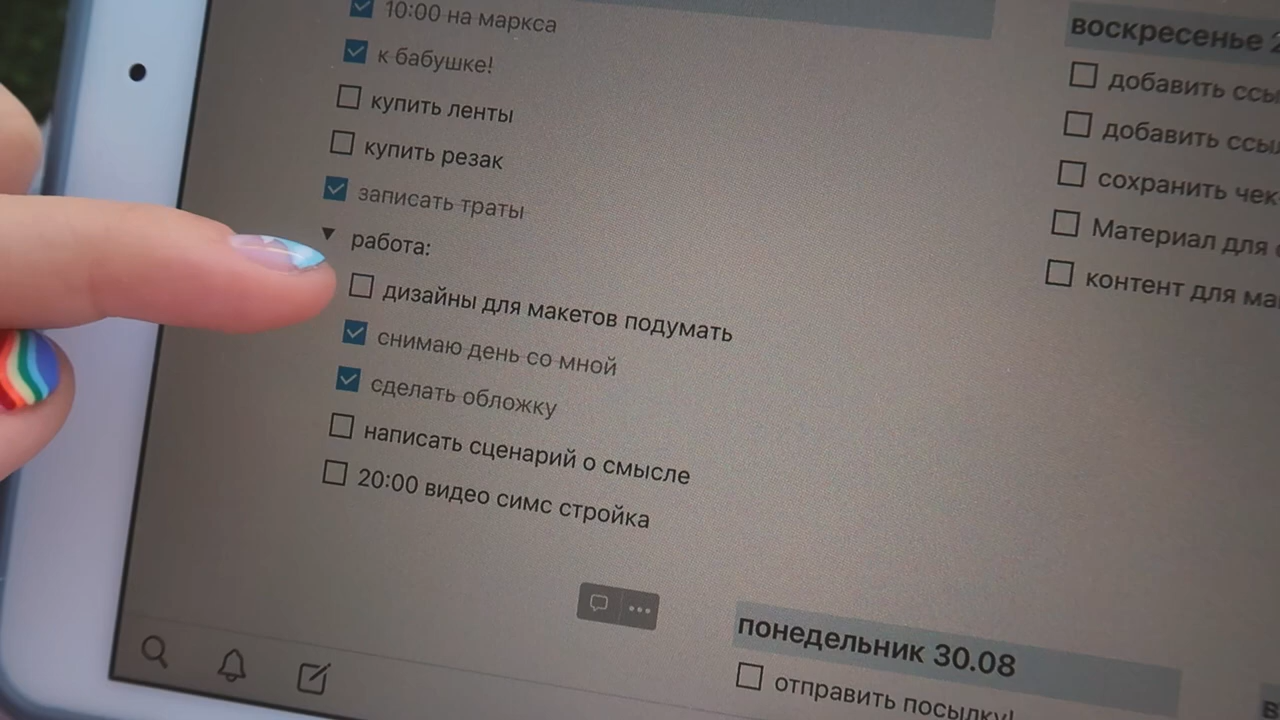 10:00 на маркса
к бабушке!
купить ленты
купить резак
записать траты
работа:
дизайны для макетов подумать
снимаю день со мной
сделать обложку
написать сценарий о смысле
20:00 видео симс стройка
воскресенье
добавить
добавить
сохранить
Материал для
контент для
понедельник 30.08
отправить посылку!